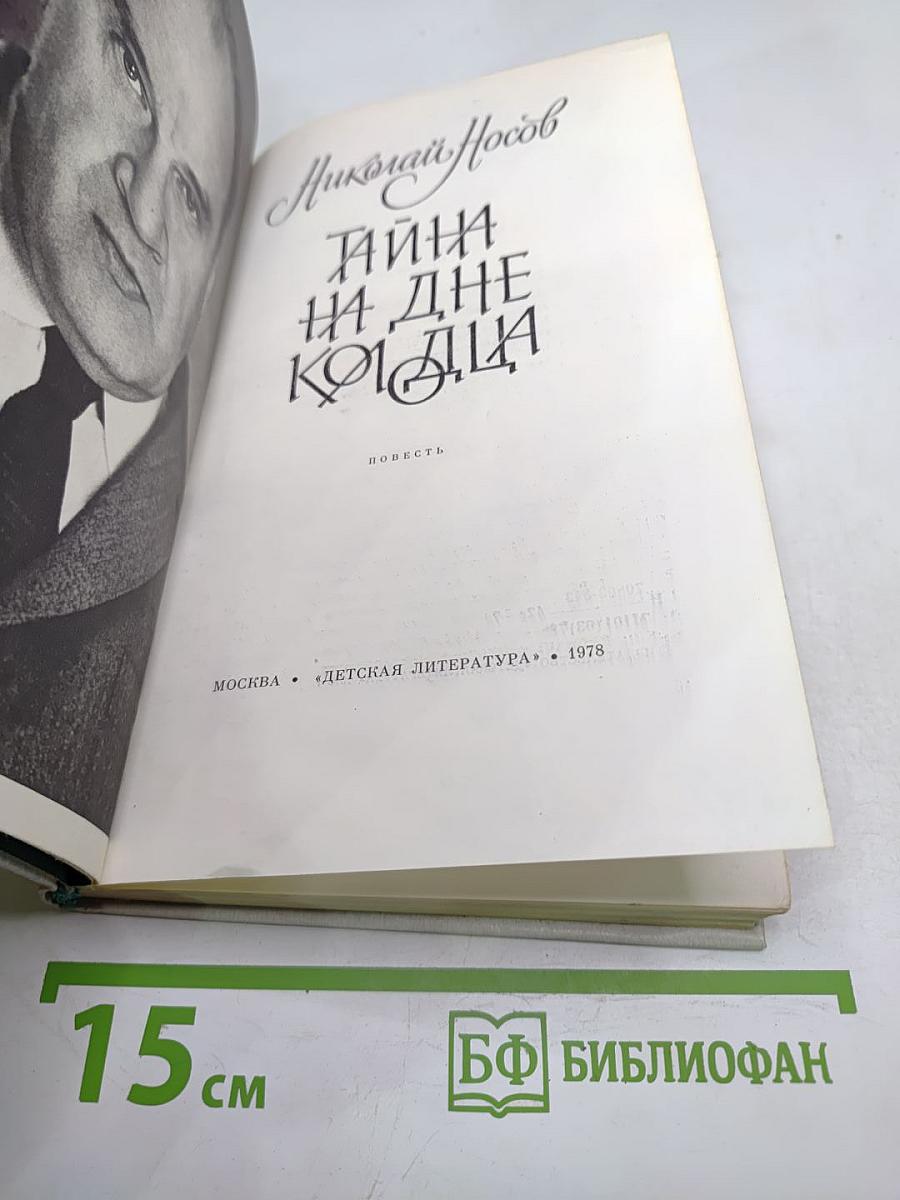 Николай Носов
ТАЙНА
НА ДНЕ
КОЛОДЦА
ПОВЕСТЬ
МОСКВА • «ДЕТСКАЯ ЛИТЕРАТУРА» • 1978
15 см
БФ БИБЛИОФАН